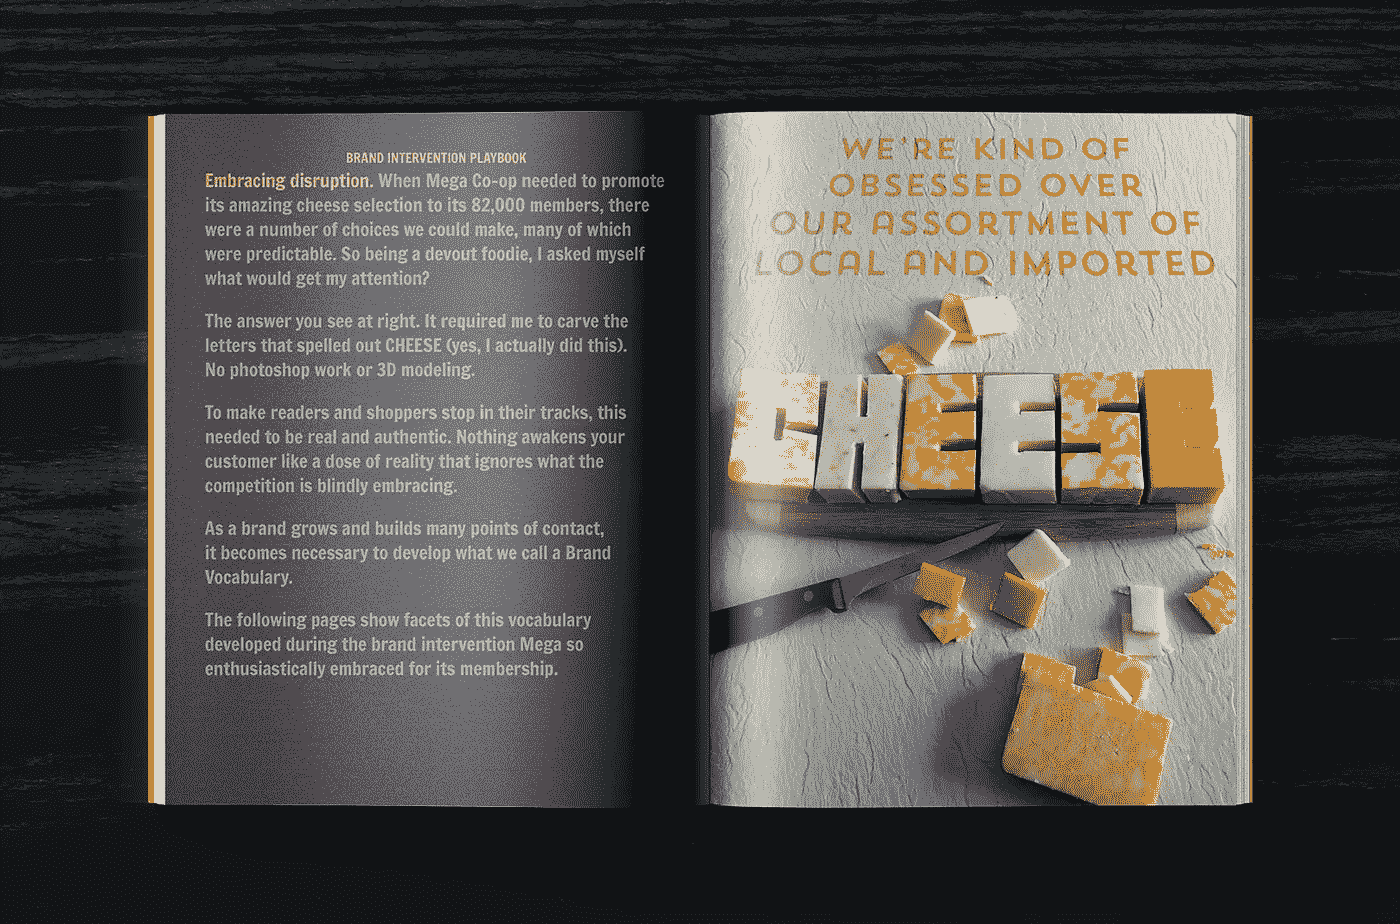 BRAND INTERVENTION PLAYBOOK
Embracing disruption. When Mega Co-op needed to promote
its amazing cheese selection to its 82,000 members, there
were a number of choices we could make, many of which
were predictable. So being a devout foodie, I asked myself
what would get my attention?
The answer you see at right. It required me to carve the
letters that spelled out CHEESE (yes, I actually did this).
No photoshop work or 3D modeling.
To make readers and shoppers stop in their tracks, this
needed to be real and authentic. Nothing awakens your
customer like a dose of reality that ignores what the
competition is blindly embracing.
As a brand grows and builds many points of contact,
it becomes necessary to develop what we call a Brand
Vocabulary.
The following pages show facets of this vocabulary
developed during the brand intervention Mega so
enthusiastically embraced for its membership.
WE'RE KIND OF
OBSESSED OVER
OUR ASSORTMENT OF
LOCAL AND IMPORTED
CHEESE